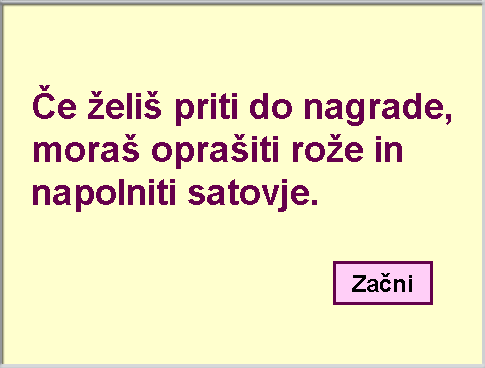 Če želiš priti do nagrade,
moraš oprašiti rože in
napolniti satovje.
Začni